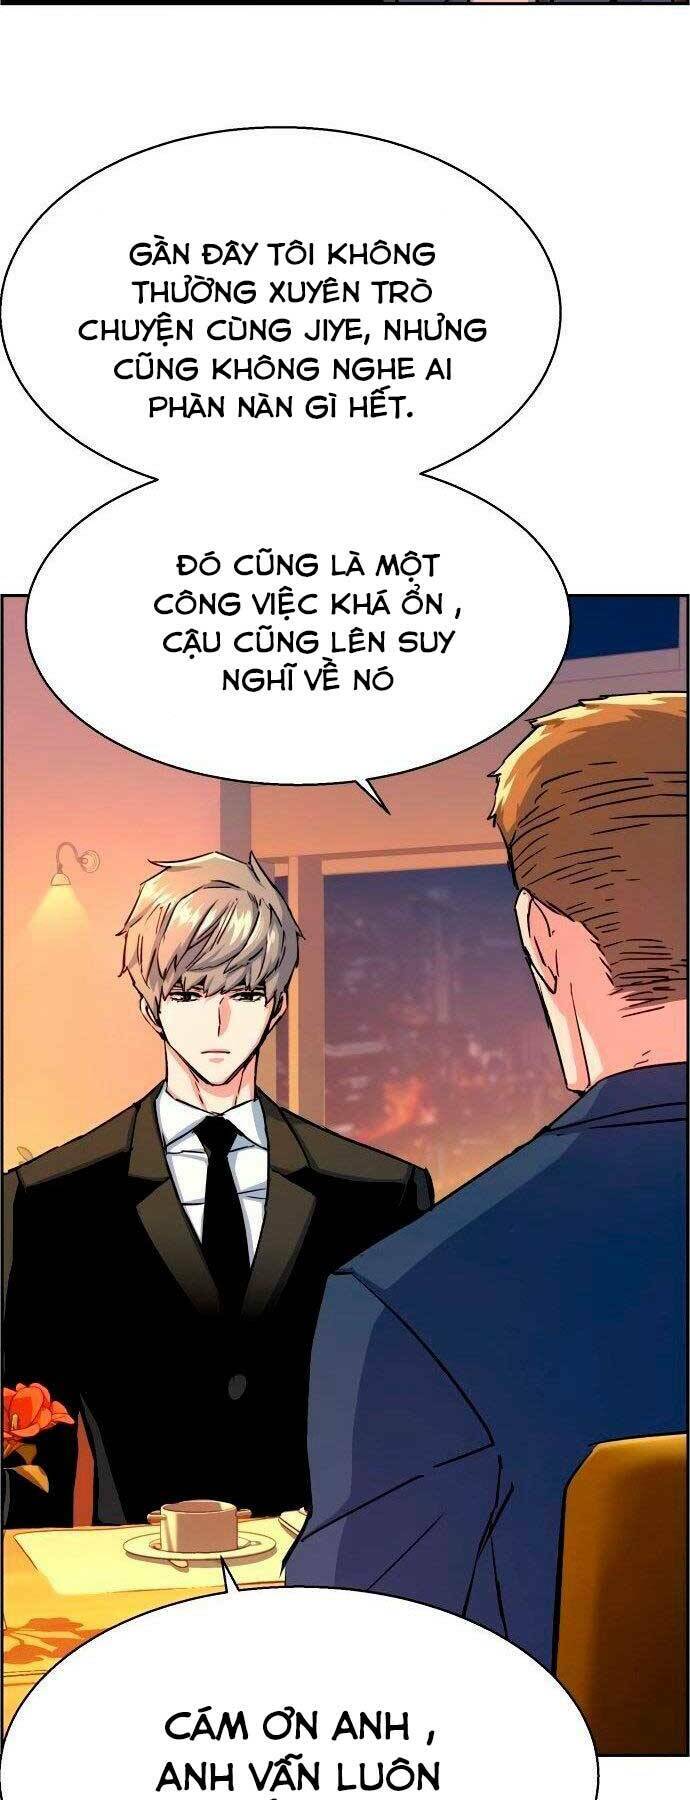 GẦN ĐÂY TÔI KHÔNG
THƯỜNG XUYÊN TRÒ
CHUYỆN CÙNG JIYE, NHƯNG
CŨNG KHÔNG NGHE AI
PHÀN NÀN GÌ HẾT.
ĐÓ CŨNG LÀ MỘT
CÔNG VIỆC KHÁ ỔN ,
CẬU CŨNG LÊN SUY
NGHĨ VỀ NÓ
CÁM ƠN ANH ,
ANH VẪN LUÔN